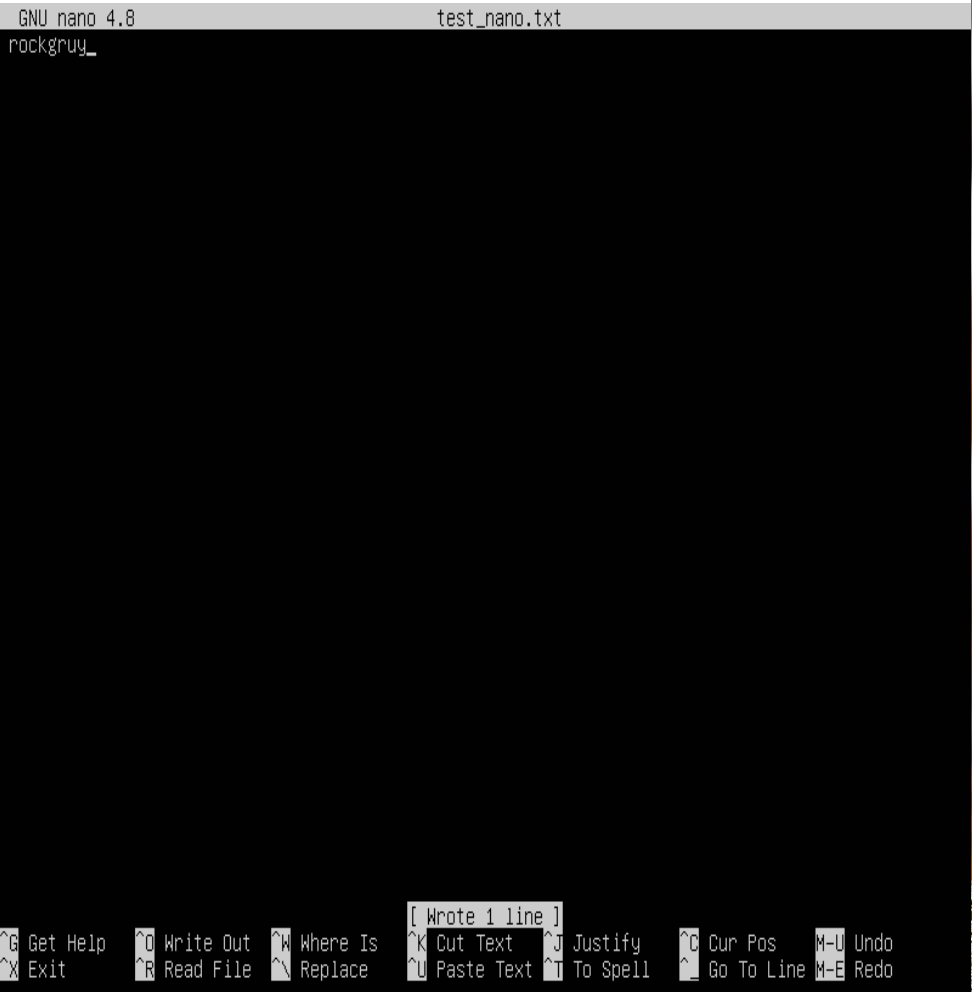 GNU nano 4.8 test_nano.txt
rockgruy_
[ Wrote 1 line ]
^G Get Help ^O Write Out ^W Where Is ^K Cut Text ^J Justify ^C Cur Pos M-U Undo
^X Exit ^R Read File ^\ Replace ^U Paste Text ^T To Spell ^_ Go To Line M-E Redo